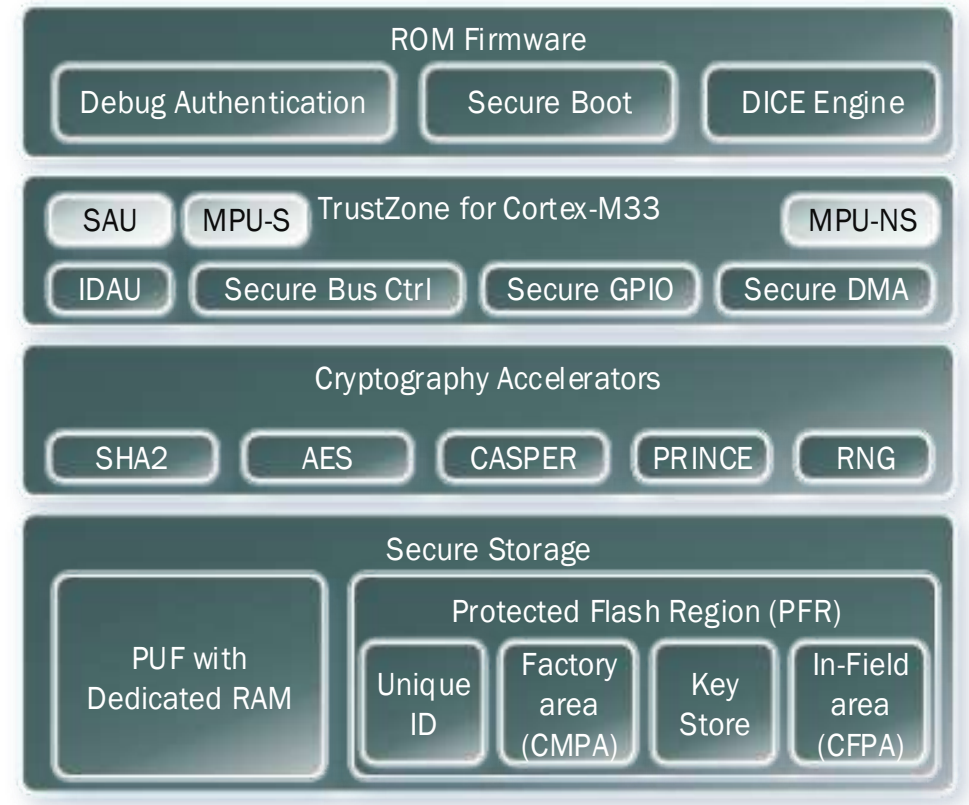 ROM Firmware
Debug Authentication
Secure Boot
DICE Engine
TrustZone for Cortex-M33
SAU
MPU-S
MPU-NS
IDAU
Secure Bus Ctrl
Secure GPIO
Secure DMA
Cryptography Accelerators
SHA2
AES
CASPER
PRINCE
RNG
Secure Storage
PUF with
Dedicated RAM
Protected Flash Region (PFR)
Unique
ID
Factory
area
(CMPA)
Key
Store
In-Field
area
(CFPA)